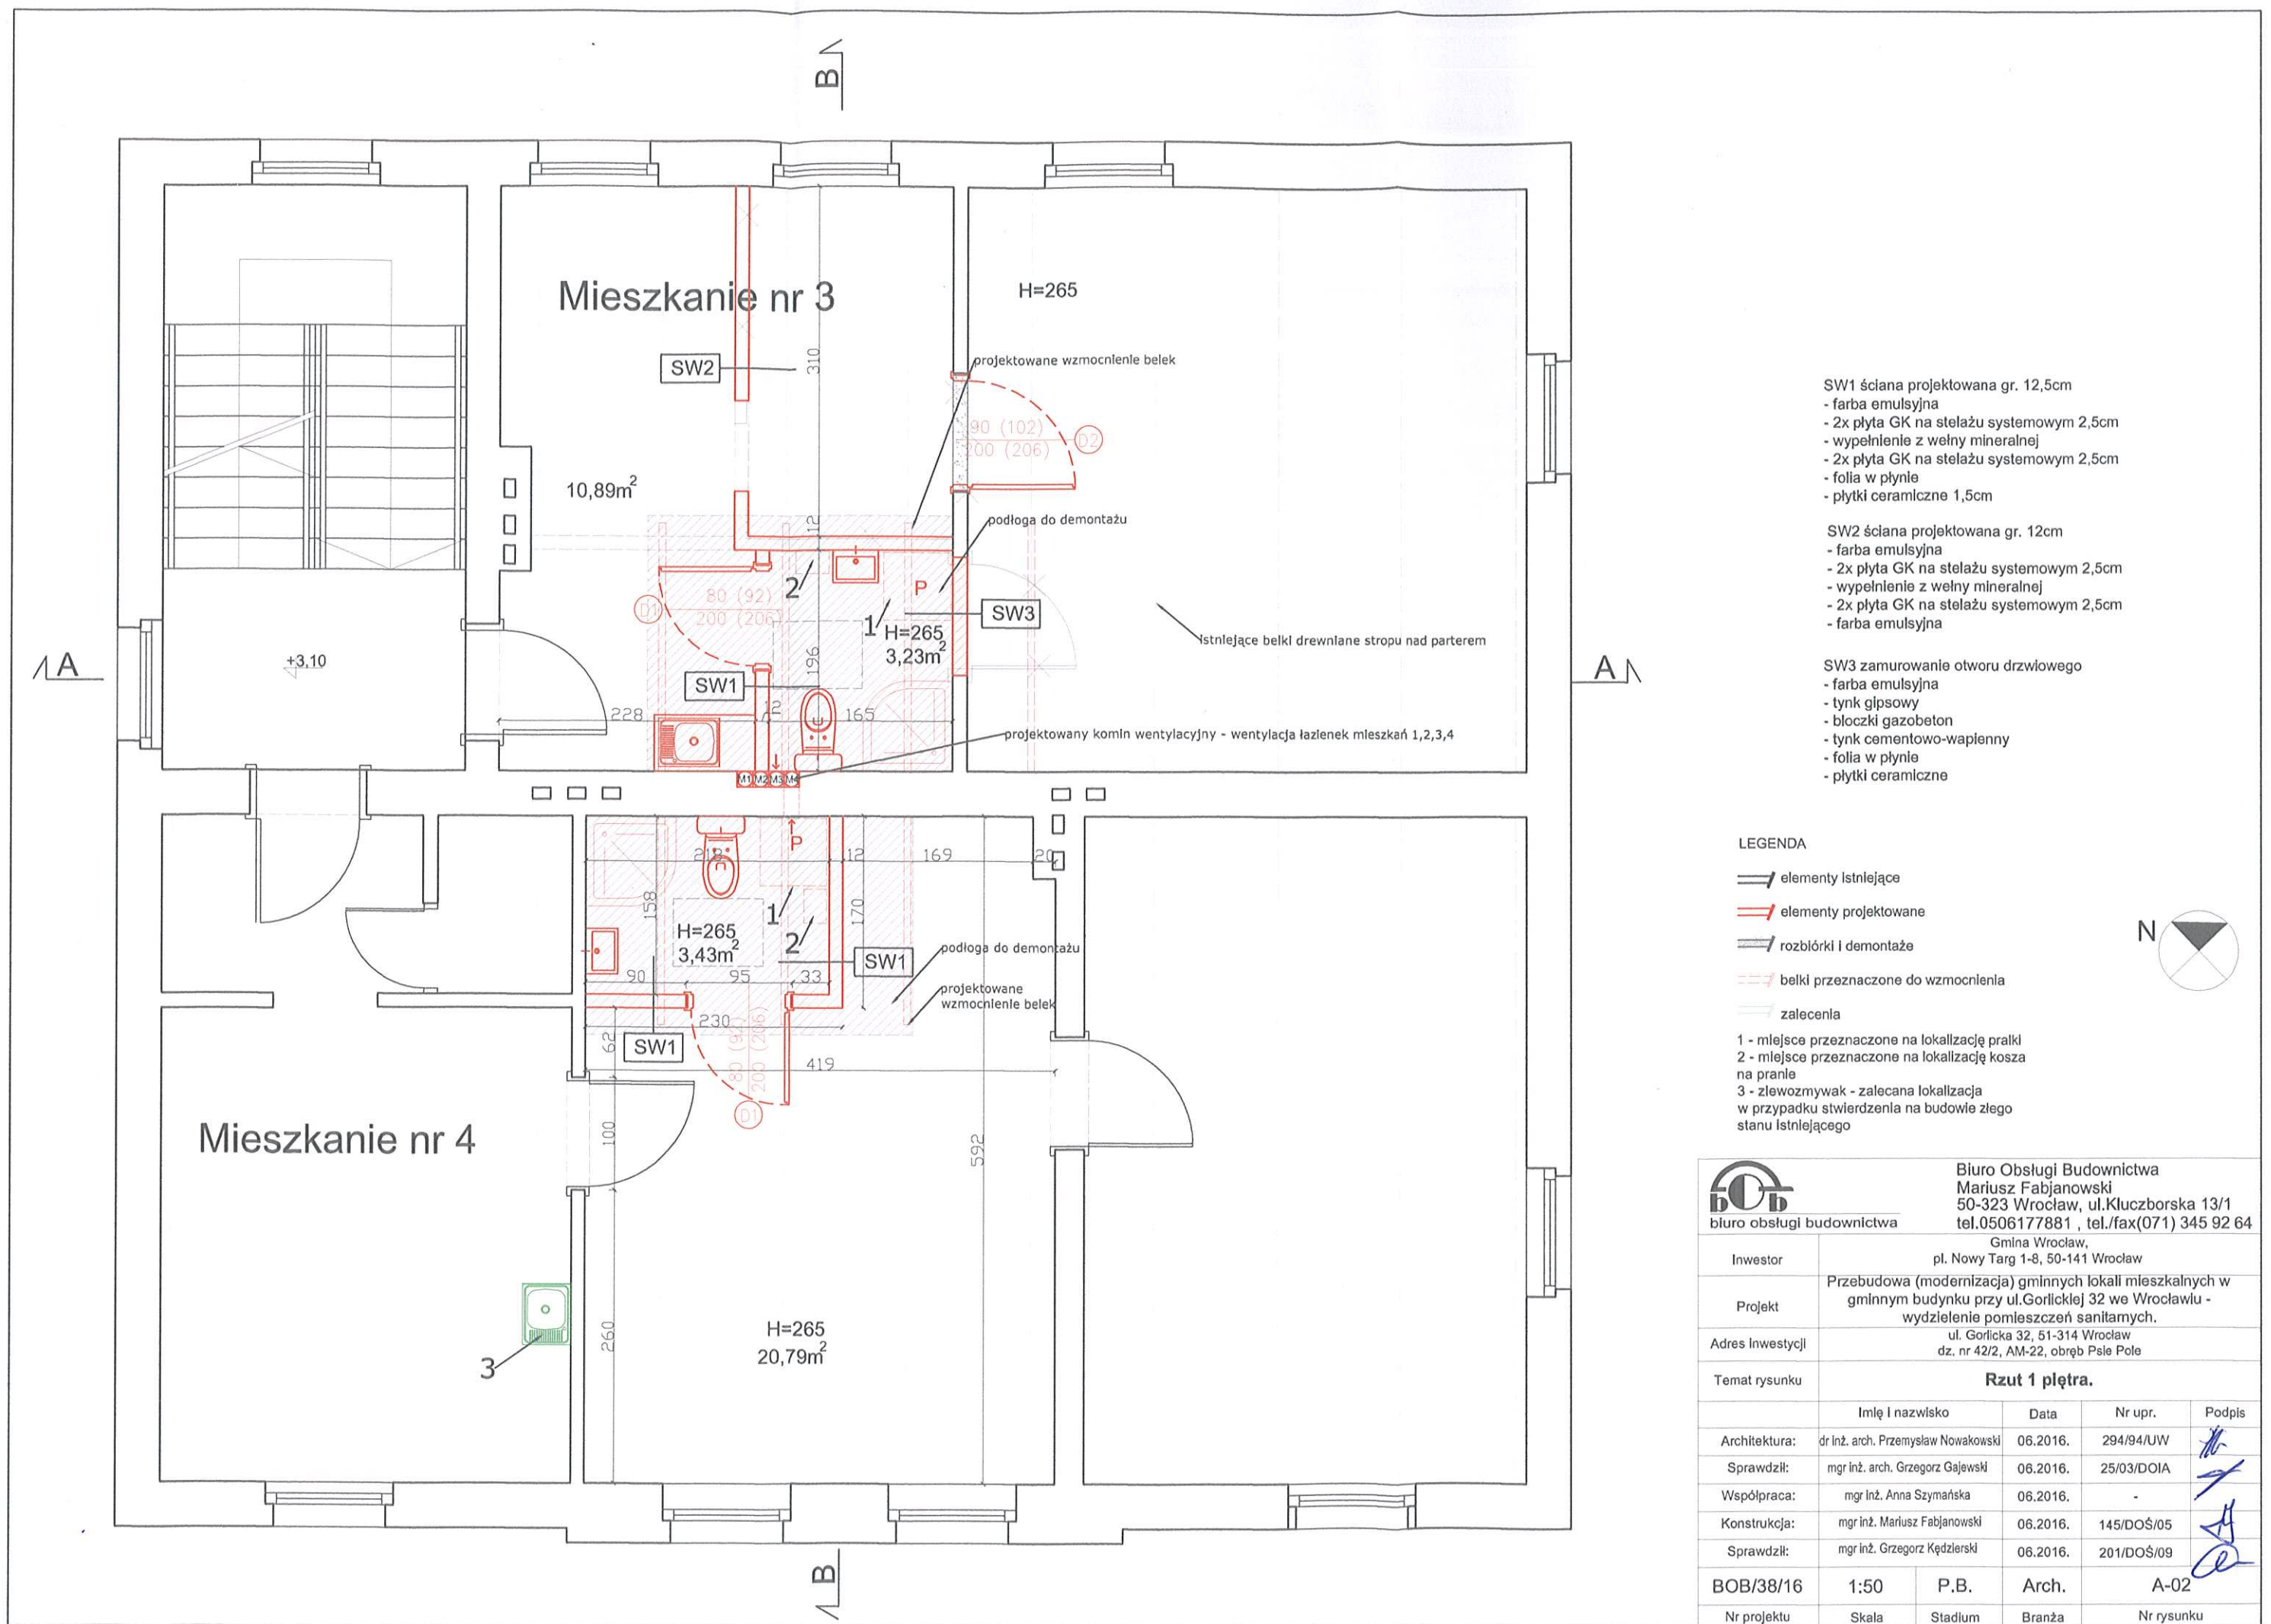 B
Mieszkanie nr 3
H=265
SW2
310
projektowane wzmocnienie belek
90 (102)
200 (206)
D2
10,89m²
12
podłoga do demontażu
2
P
80 (92)
200 (206)
D1
1
SW3
H=265
3,23m²
196
istniejące belki drewniane stropu nad parterem
+3,10
A
A
SW1
228
12
165
projektowany komin wentylacyjny - wentylacja łazienek mieszkań 1,2,3,4
M1 M2 M3 M4
P
218
12
169
20
158
170
1
2
H=265
3,43m²
SW1
podłoga do demontażu
90
95
33
projektowane
wzmocnienie belek
230
62
SW1
80 (92)
200 (206)
419
D1
100
592
Mieszkanie nr 4
260
H=265
20,79m²
3
B
SW1 ściana projektowana gr. 12,5cm
- farba emulsyjna
- 2x płyta GK na stelażu systemowym 2,5cm
- wypełnienie z wełny mineralnej
- 2x płyta GK na stelażu systemowym 2,5cm
- folia w płynie
- płytki ceramiczne 1,5cm
SW2 ściana projektowana gr. 12cm
- farba emulsyjna
- 2x płyta GK na stelażu systemowym 2,5cm
- wypełnienie z wełny mineralnej
- 2x płyta GK na stelażu systemowym 2,5cm
- farba emulsyjna
SW3 zamurowanie otworu drzwiowego
- farba emulsyjna
- tynk gipsowy
- bloczki gazobeton
- tynk cementowo-wapienny
- folia w płynie
- płytki ceramiczne
LEGENDA
elementy istniejące
elementy projektowane
rozbiórki i demontaże
belki przeznaczone do wzmocnienia
zalecenia
N
1 - miejsce przeznaczone na lokalizację pralki
2 - miejsce przeznaczone na lokalizację kosza
na pranie
3 - zlewozmywak - zalecana lokalizacja
w przypadku stwierdzenia na budowie złego
stanu istniejącego
bOb
biuro obsługi budownictwa
Biuro Obsługi Budownictwa
Mariusz Fabjanowski
50-323 Wrocław, ul.Kluczborska 13/1
tel.0506177881 , tel./fax(071) 345 92 64
Inwestor
Gmina Wrocław,
pl. Nowy Targ 1-8, 50-141 Wrocław
Projekt
Przebudowa (modernizacja) gminnych lokali mieszkalnych w
gminnym budynku przy ul.Gorlickiej 32 we Wrocławiu -
wydzielenie pomieszczeń sanitarnych.
Adres Inwestycji
ul. Gorlicka 32, 51-314 Wrocław
dz. nr 42/2, AM-22, obręb Psie Pole
Temat rysunku
Rzut 1 piętra.
Imię i nazwisko Data Nr upr. Podpis
Architektura: dr inż. arch. Przemysław Nowakowski 06.2016. 294/94/UW
Sprawdził: mgr inż. arch. Grzegorz Gajewski 06.2016. 25/03/DOIA
Współpraca: mgr inż. Anna Szymańska 06.2016. -
Konstrukcja: mgr inż. Mariusz Fabjanowski 06.2016. 145/DOŚ/05
Sprawdził: mgr inż. Grzegorz Kędzierski 06.2016. 201/DOŚ/09
BOB/38/16 1:50 P.B. Arch. A-02
Nr projektu Skala Stadium Branża Nr rysunku